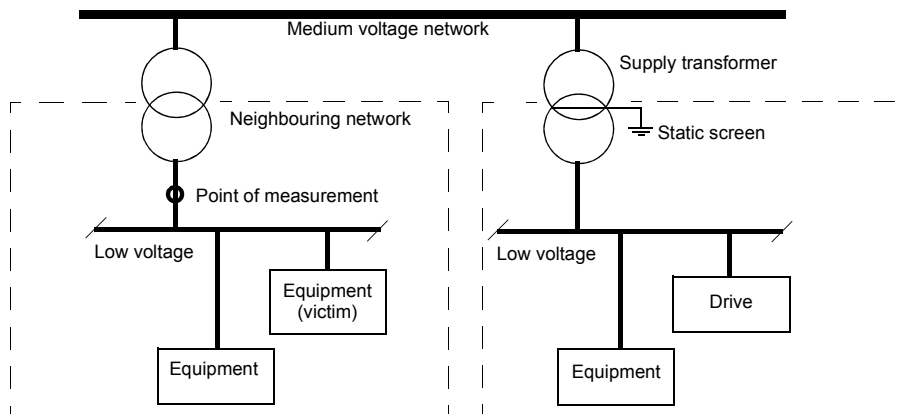 Medium voltage network
Supply transformer
Neighbouring network
Static screen
Point of measurement
Low voltage
Low voltage
Equipment
(victim)
Drive
Equipment
Equipment